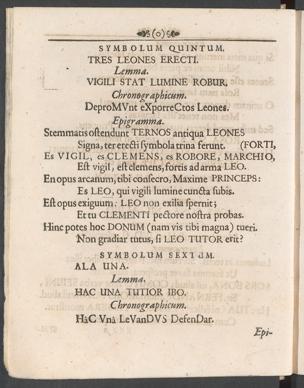 (o)
SYMBOLUM QUINTUM.
TRES LEONES ERECTI.
Lemma.
VIGILI STAT LUMINE ROBUR.
Chronographicum.
DeproMVnt eXporreCtos Leones.
Epigramma.
Stemmatis ostendunt TERNOS antiqua LEONES
Signa, ter erecti symbola trina ferunt. (FORTI,
Es VIGIL, es CLEMENS, es ROBORE, MARCHIO,
Est vigil, est clemens, fortis ad arma LEO.
En opus arcanum, tibi consecro, Maxime PRINCEPS:
Es LEO, qui vigili lumine cuncta subis.
Est opus exiguum: LEO non exilia spernit;
Et tu CLEMENTI pectore nostra probas.
Hinc potes hoc DONUM (nam vis tibi magna) tueri.
Non gradiar tutus, si LEO TUTOR erit?
SYMBOLUM SEXTUM.
ALA UNA.
Lemma.
HAC UNA TUTIOR IBO.
Chronographicum.
HâC Vnâ LeVanDVS DefenDar.
Epi-